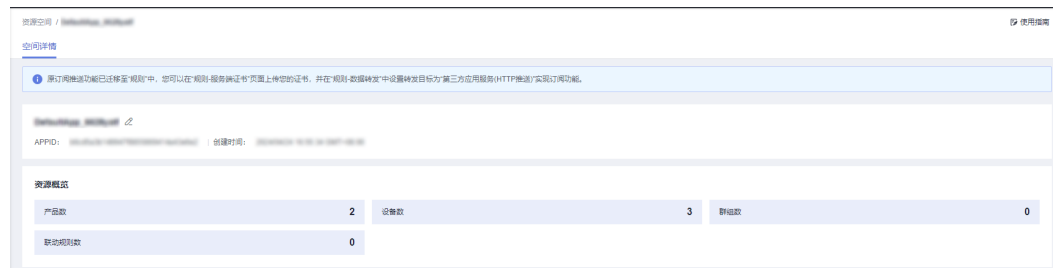 资源空间 /
使用指南
空间详情
原订阅推送功能已迁移至"规则"中，您可以在"规则-服务端证书"页面上传您的证书，并在"规则-数据转发"中设置转发目标为"第三方应用服务(HTTP推送)"实现订阅功能。
APPID: | 创建时间:
资源概览
产品数 2 设备数 3 群组数 0
联动规则数 0